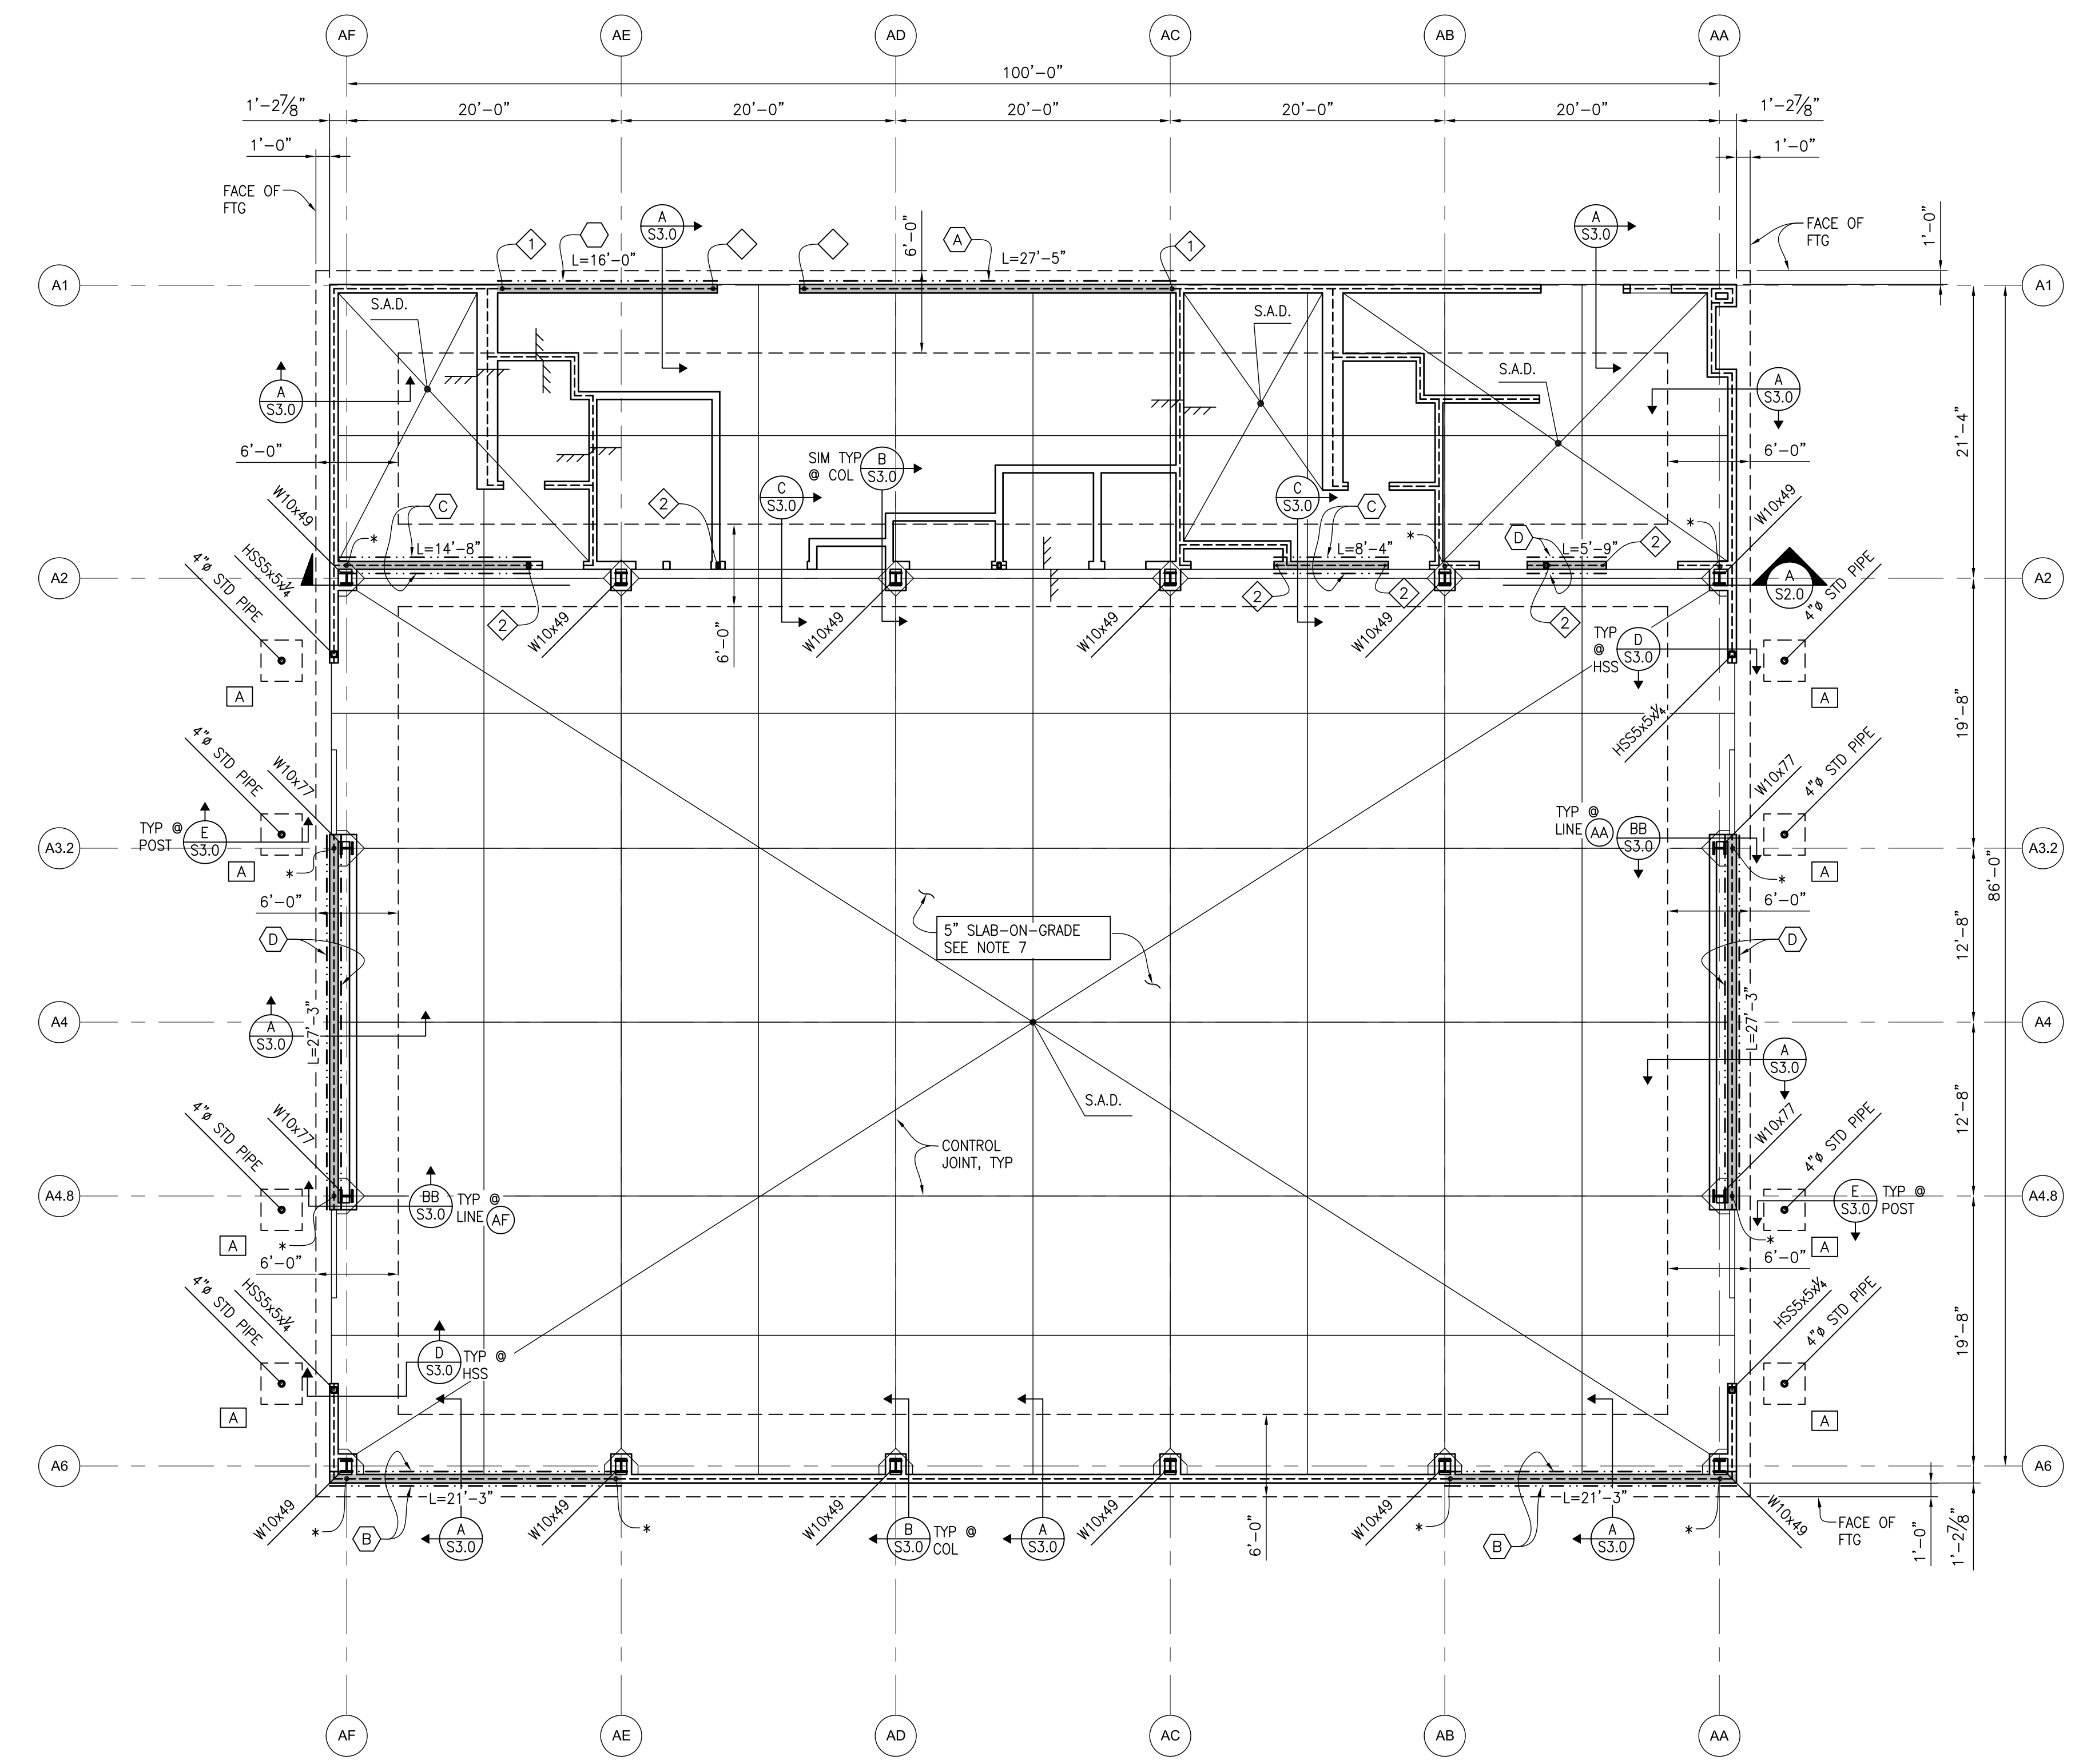 AF
AE
AD
AC
AB
AA
100'-0"
1'-2⅞"
20'-0"
20'-0"
20'-0"
20'-0"
20'-0"
1'-2⅞"
1'-0"
1'-0"
FACE OF
FTG
A
S3.0
6'-0"
A
A
S3.0
FACE OF
FTG
1'-0"
1
L=16'-0"
L=27'-5"
1
A1
A1
S.A.D.
S.A.D.
S.A.D.
A
S3.0
A
S3.0
21'-4"
6'-0"
SIM TYP
@ COL
B
S3.0
6'-0"
W10x49
C
2
C
S3.0
C
S3.0
C
D
W10x49
*
*
*
HSS5x5x¼
4"ø STD PIPE
L=14'-8"
L=8'-4"
L=5'-9"
2
A2
A
S2.0
A2
2
2
2
2
W10x49
6'-0"
W10x49
W10x49
W10x49
TYP
@
HSS
D
S3.0
4"ø STD PIPE
A
A
HSS5x5x¼
19'-8"
4"ø STD PIPE
W10x77
W10x77
4"ø STD PIPE
TYP @
POST
E
S3.0
TYP @
LINE
AA
BB
S3.0
A3.2
A3.2
86'-0"
A
*
*
A
6'-0"
6'-0"
5" SLAB-ON-GRADE
SEE NOTE 7
D
D
12'-8"
L=27'-3"
L=27'-3"
A4
A4
A
S3.0
A
S3.0
S.A.D.
12'-8"
4"ø STD PIPE
W10x77
W10x77
4"ø STD PIPE
CONTROL
JOINT, TYP
A4.8
BB
S3.0
TYP @
LINE
AF
E
S3.0
TYP @
POST
A4.8
A
*
*
A
6'-0"
6'-0"
4"ø STD PIPE
HSS5x5x¼
HSS5x5x¼
4"ø STD PIPE
D
S3.0
TYP @
HSS
19'-8"
A
A
A6
A6
L=21'-3"
L=21'-3"
W10x49
*
B
A
S3.0
W10x49
*
W10x49
B
S3.0
TYP @
COL
A
S3.0
W10x49
6'-0"
W10x49
*
B
A
S3.0
*
W10x49
FACE OF
FTG
1'-0"
1'-2⅞"
AF
AE
AD
AC
AB
AA